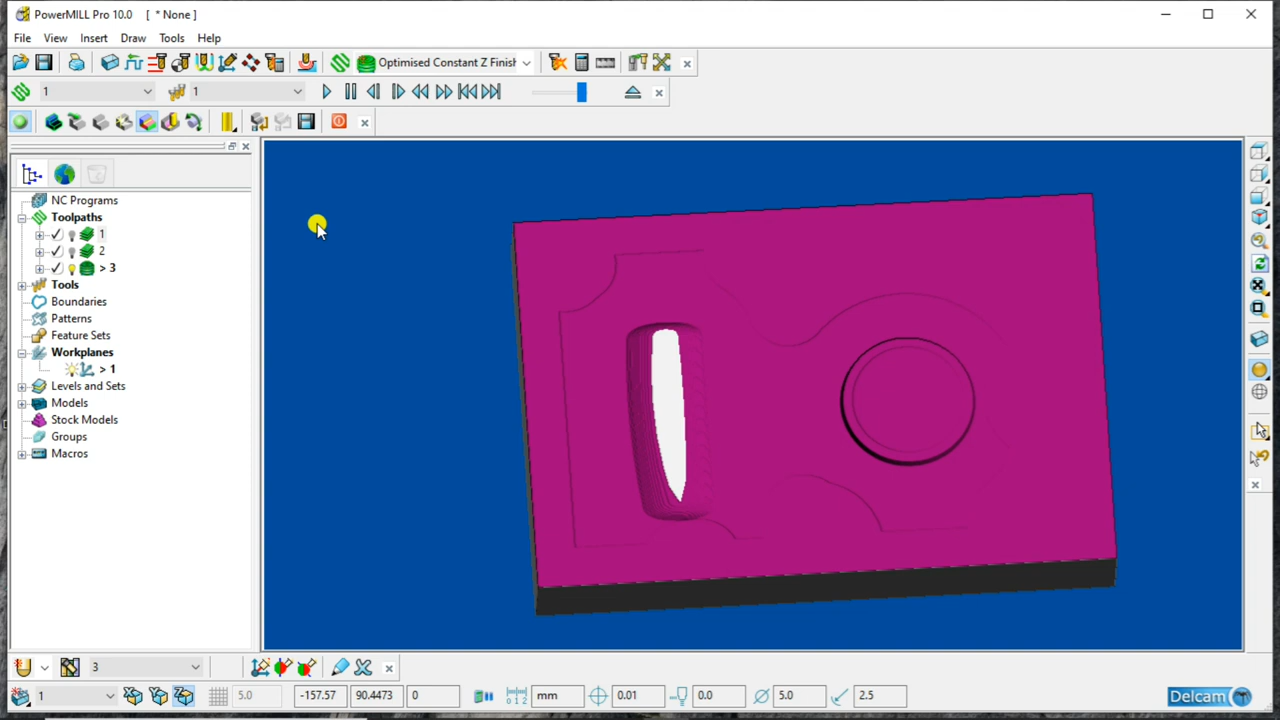 PowerMILL Pro 10.0 [ * None ]
File View Insert Draw Tools Help
Optimised Constant Z Finish
1 1
NC Programs
Toolpaths
1
2
> 3
Tools
Boundaries
Patterns
Feature Sets
Workplanes
> 1
Levels and Sets
Models
Stock Models
Groups
Macros
3
1 5.0 -157.57 90.4473 0 mm 0.01 0.0 5.0 2.5
Delcam